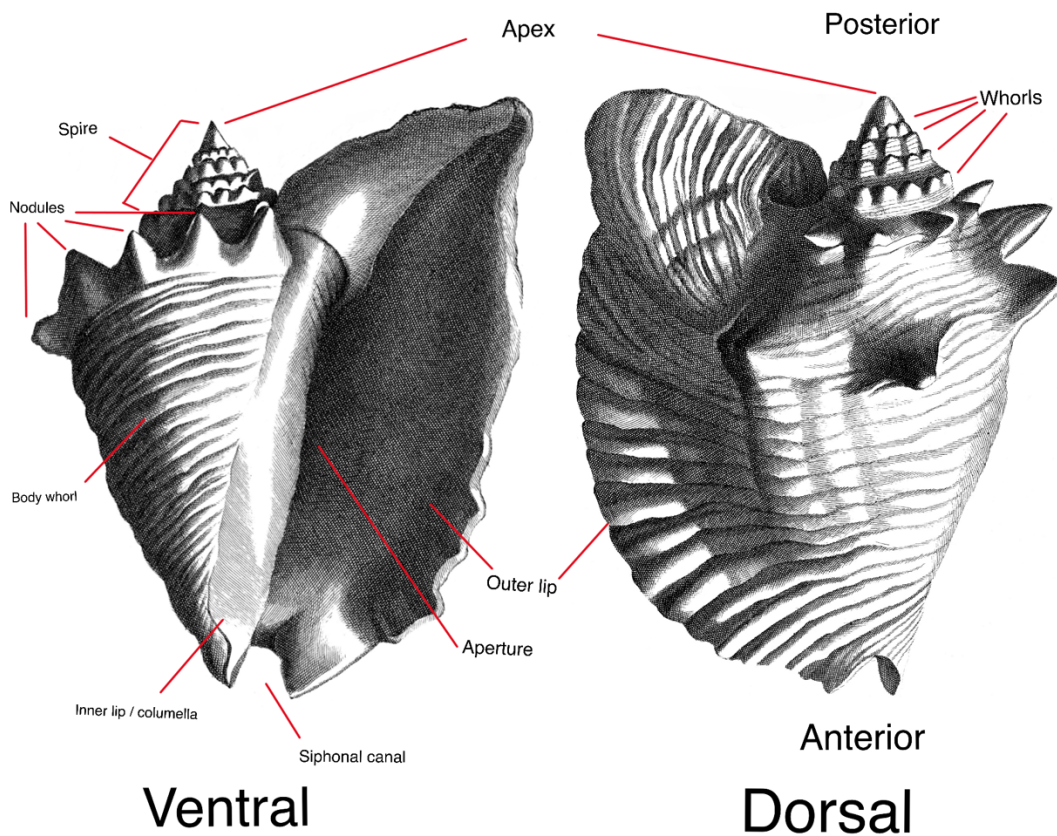 Apex
Posterior
Whorls
Spire
Nodules
Body whorl
Outer lip
Aperture
Inner lip / columella
Siphonal canal
Anterior
Ventral
Dorsal